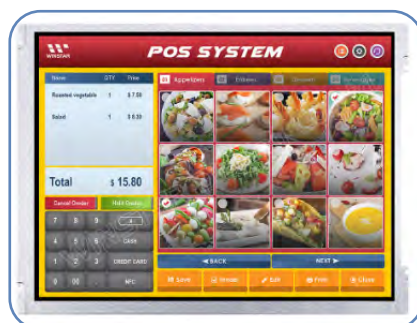 WINSTAR
POS SYSTEM
Name QTY Price
Roasted vegetable 1 $ 7.50
Salad 1 $ 8.30
Total $ 15.80
Cancel Order Hold Order
Appetizers Entrees
7 8 9
4 5 6 CASH
1 2 3 CREDIT CARD
0 00 . NFC
◄ BACK NEXT ►
Save Edit Print Close